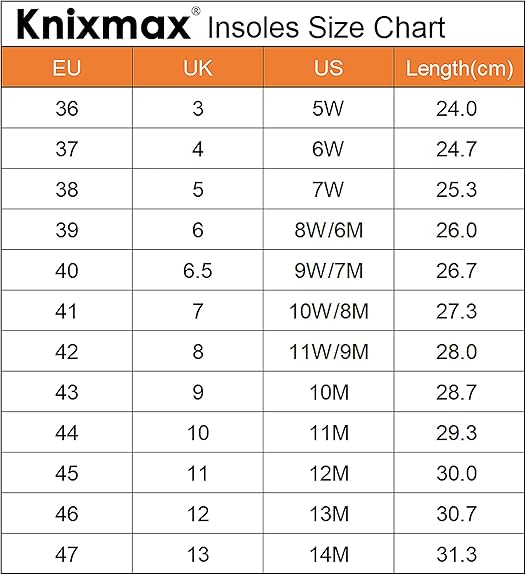 Knixmax® Insoles Size Chart
EU UK US Length(cm)
36 3 5W 24.0
37 4 6W 24.7
38 5 7W 25.3
39 6 8W/6M 26.0
40 6.5 9W/7M 26.7
41 7 10W/8M 27.3
42 8 11W/9M 28.0
43 9 10M 28.7
44 10 11M 29.3
45 11 12M 30.0
46 12 13M 30.7
47 13 14M 31.3